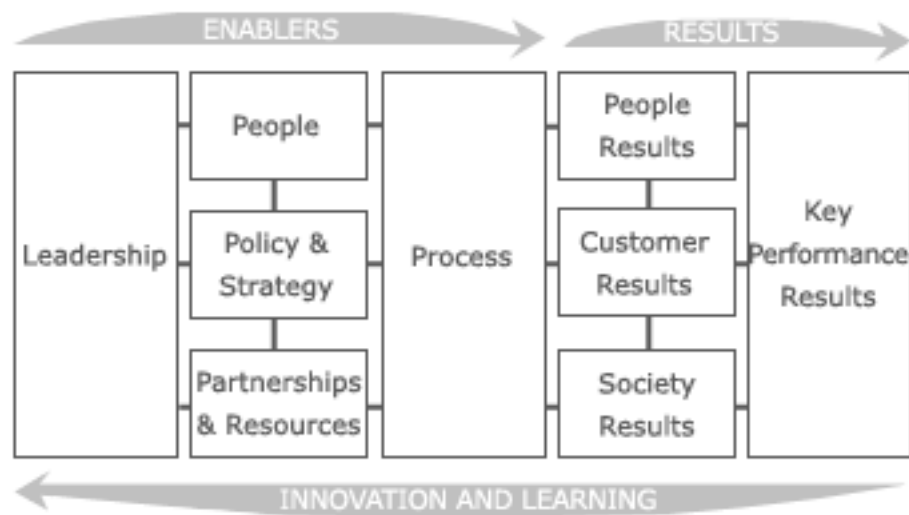 ENABLERS
RESULTS
Leadership
People
Policy &
Strategy
Partnerships
& Resources
Process
People
Results
Customer
Results
Society
Results
Key
Performance
Results
INNOVATION AND LEARNING